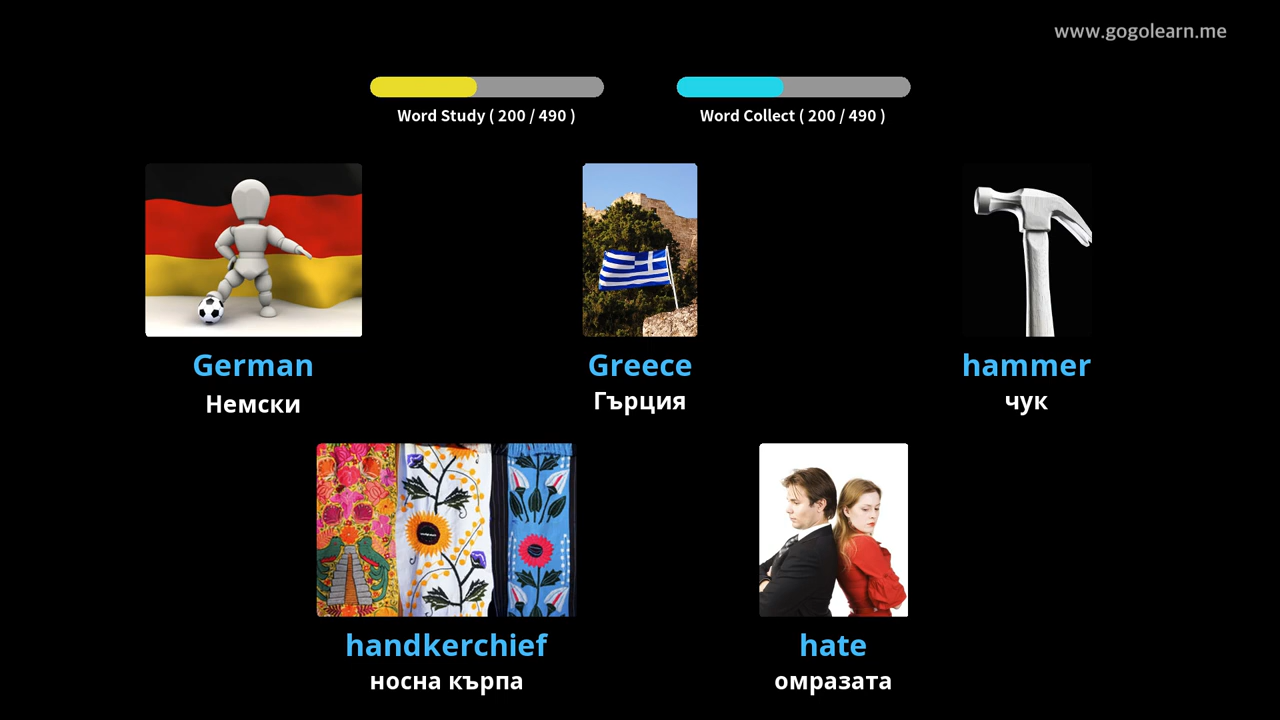 www.gogolearn.me
Word Study ( 200 / 490 )
Word Collect ( 200 / 490 )
German
Немски
Greece
Гърция
hammer
чук
handkerchief
носна кърпа
hate
омразата